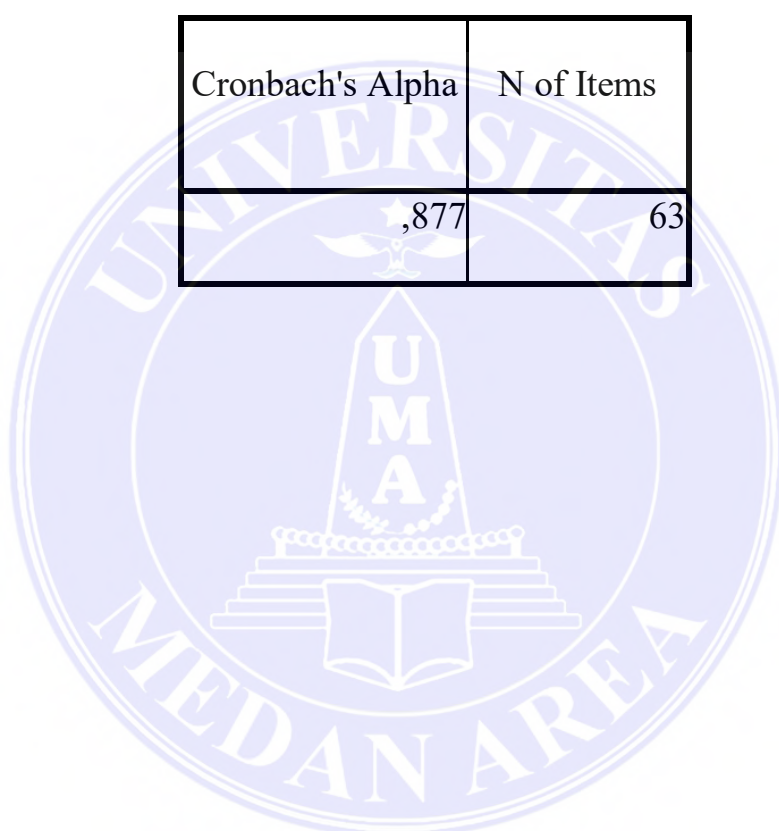 Cronbach's Alpha N of Items
,877 63
UNIVERSITAS
UMA
MEDAN AREA